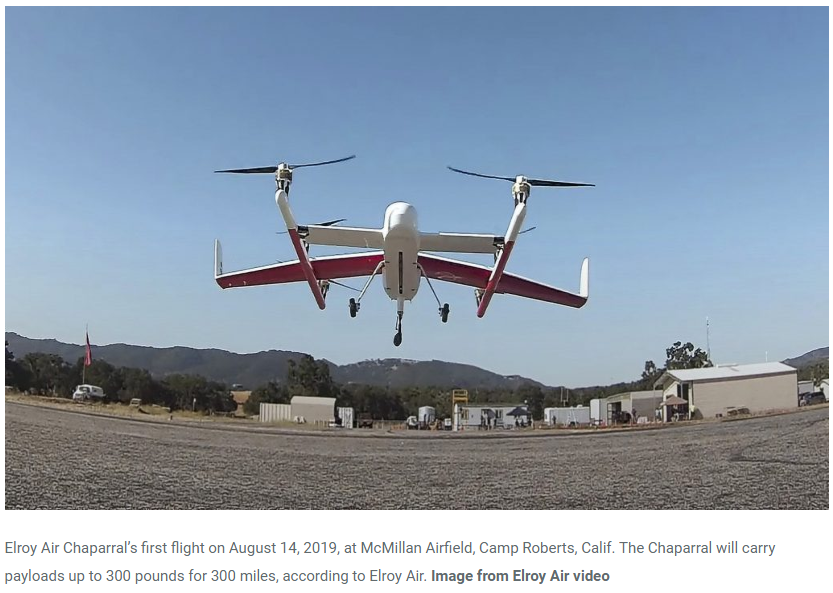 Elroy Air Chaparral’s first flight on August 14, 2019, at McMillan Airfield, Camp Roberts, Calif. The Chaparral will carry
payloads up to 300 pounds for 300 miles, according to Elroy Air. Image from Elroy Air video